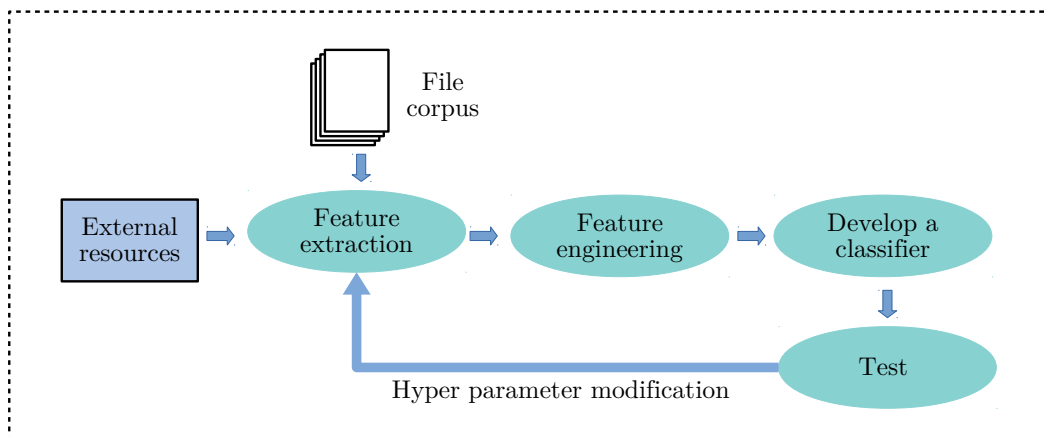 File
corpus
External
resources
Feature
extraction
Feature
engineering
Develop a
classifier
Test
Hyper parameter modification